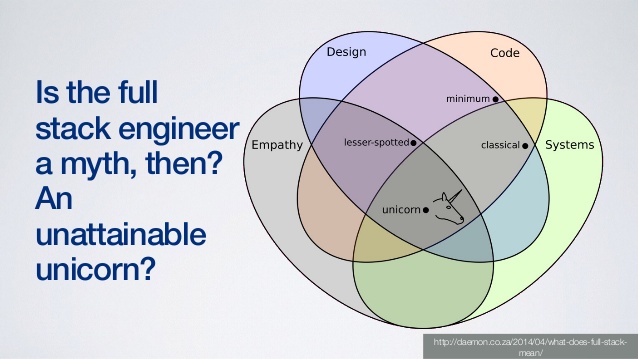 Is the full
stack engineer
a myth, then?
An
unattainable
unicorn?
Design
Code
minimum
Empathy
lesser-spotted
classical
Systems
unicorn
http://daemon.co.za/2014/04/what-does-full-stack-
mean/